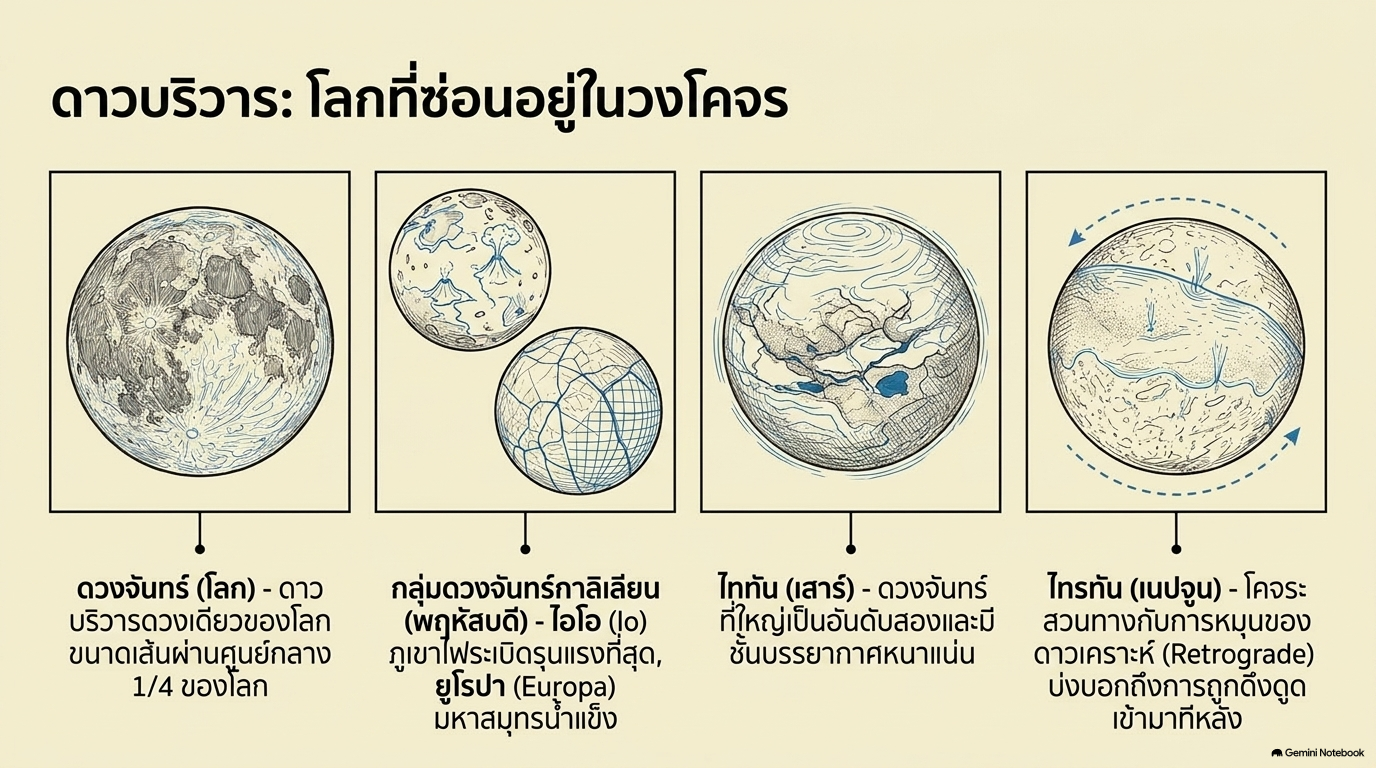 ดาวบริวาร: โลกที่ซ่อนอยู่ในวงโคจร
ดวงจันทร์ (โลก) - ดาว
บริวารดวงเดียวของโลก
ขนาดเส้นผ่านศูนย์กลาง
1/4 ของโลก
กลุ่มดวงจันทร์กาลิเลียน
(พฤหัสบดี) - ไอโอ (Io)
ภูเขาไฟระเบิดรุนแรงที่สุด,
ยูโรปา (Europa)
มหาสมุทรน้ำแข็ง
ไททัน (เสาร์) - ดวงจันทร์
ที่ใหญ่เป็นอันดับสองและมี
ชั้นบรรยากาศหนาแน่น
ไทรทัน (เนปจูน) - โคจระ
สวนทางกับการหมุนของ
ดาวเคราะห์ (Retrograde)
บ่งบอกถึงการถูกดึงดูด
เข้ามาทีหลัง
Gemini Notebook